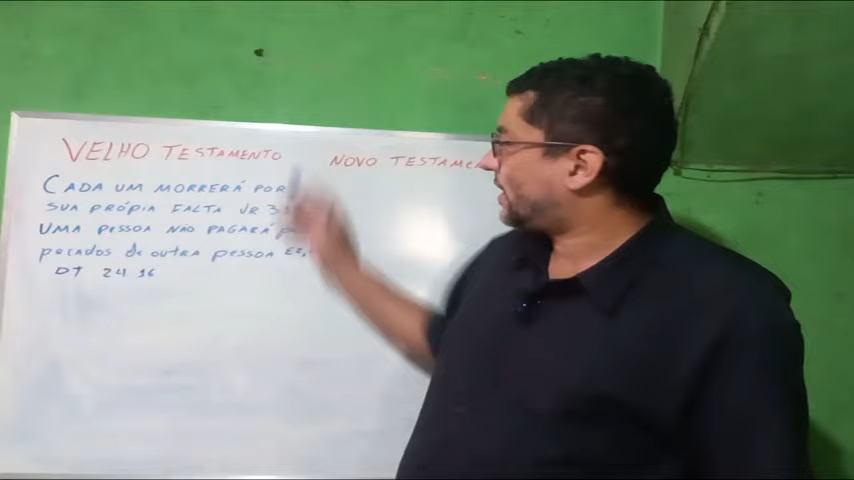 VELHO TESTAMENTO
NOVO TESTAME
CADA UM MORRERÁ POR
SUA PRÓPIA FALTA JR 3
UMA PESSOA NÃO PAGARÁ
pecados de OUTRA PESSOA EZ,
DT 24 16